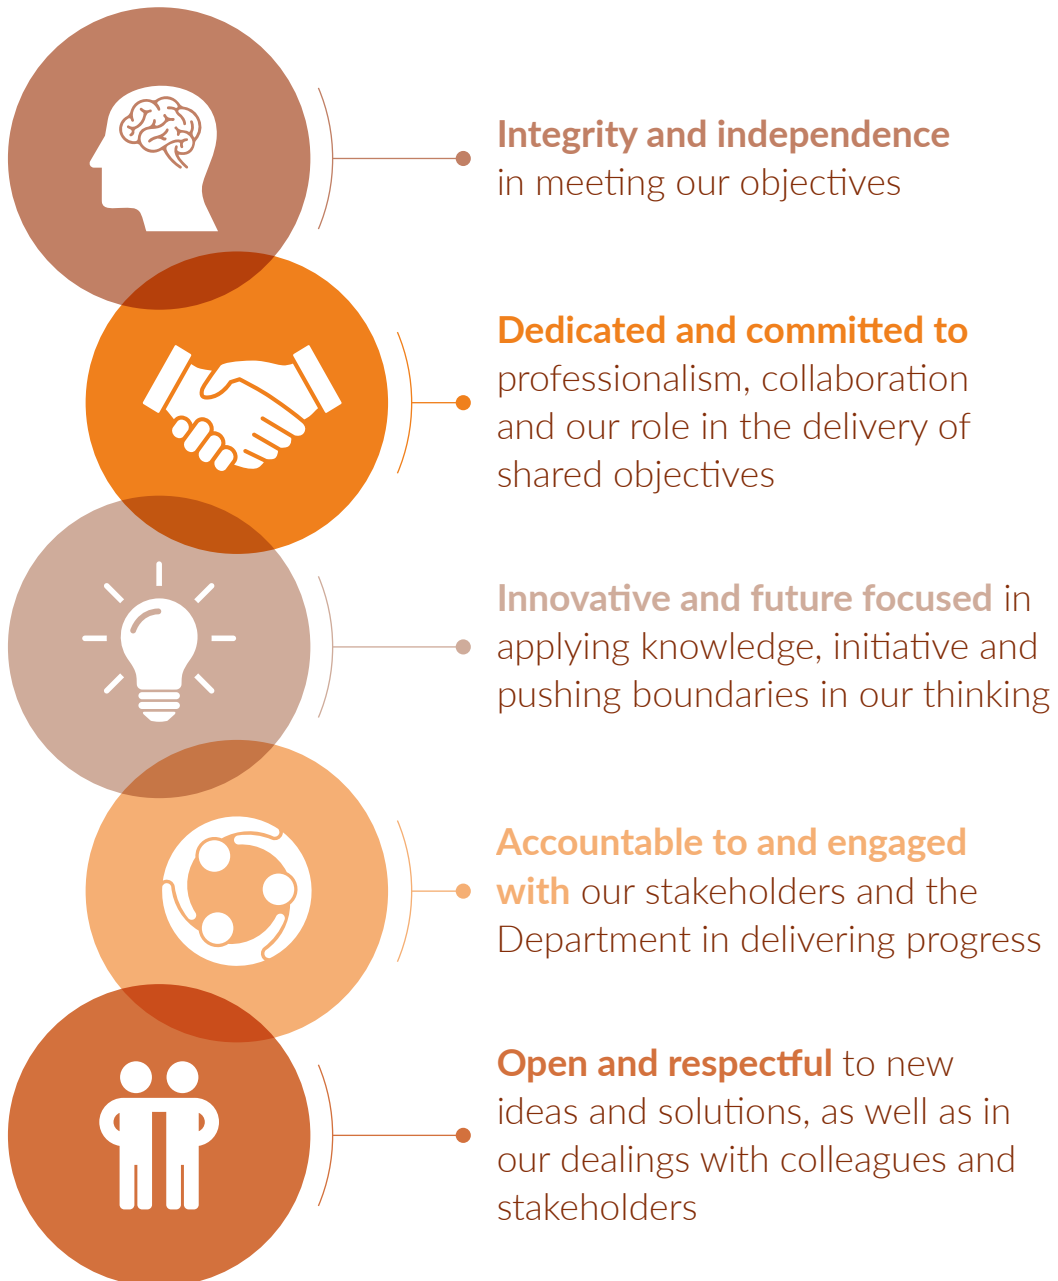 Integrity and independence
in meeting our objectives
Dedicated and committed to
professionalism, collaboration
and our role in the delivery of
shared objectives
Innovative and future focused in
applying knowledge, initiative and
pushing boundaries in our thinking
Accountable to and engaged
with our stakeholders and the
Department in delivering progress
Open and respectful to new
ideas and solutions, as well as in
our dealings with colleagues and
stakeholders